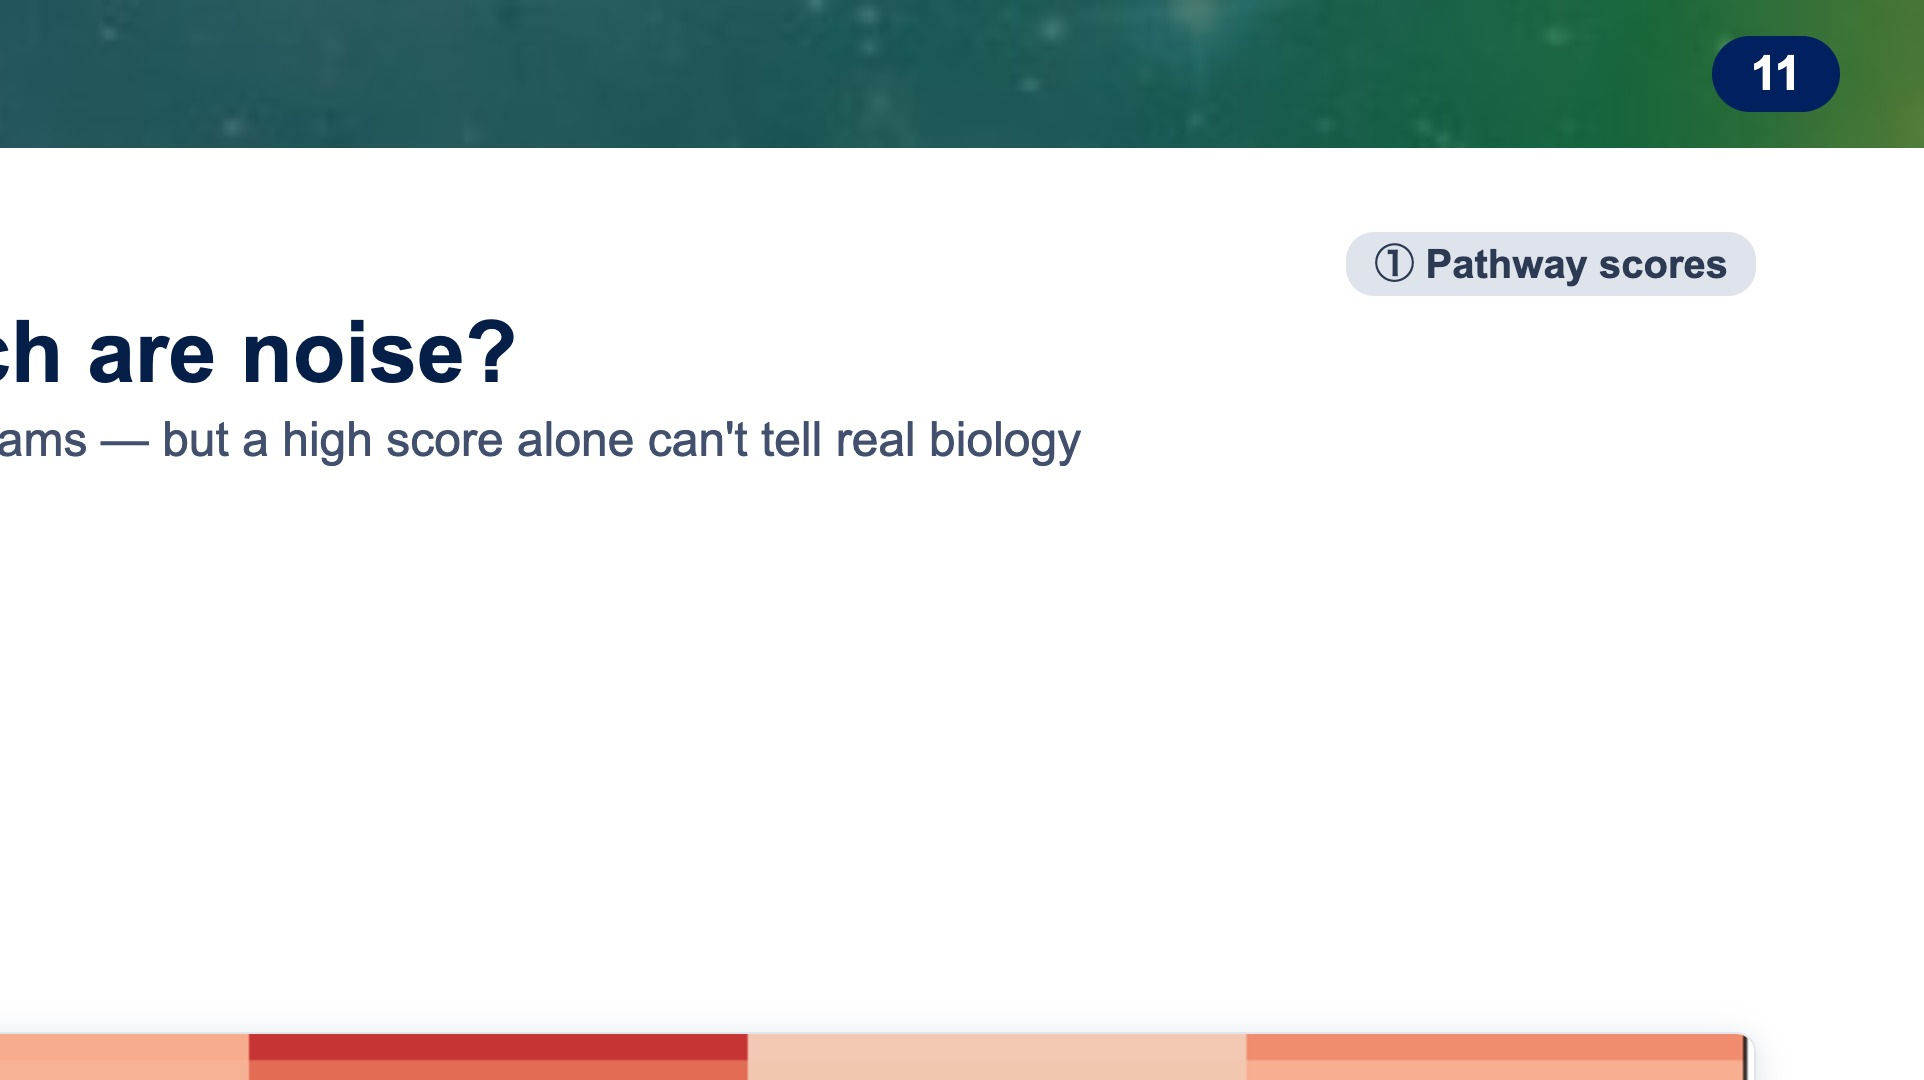 11
① Pathway scores
ch are noise?
ams — but a high score alone can't tell real biology